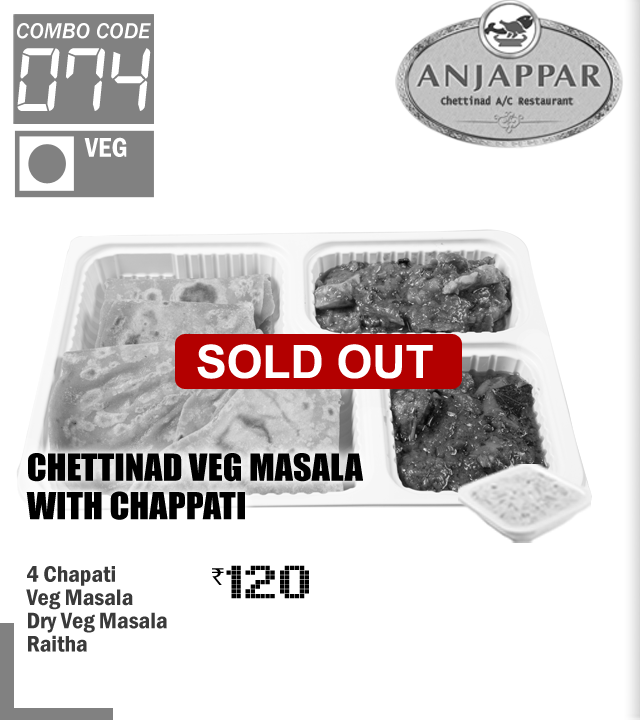 COMBO CODE
074
VEG
ANJAPPAR
Chettinad A/C Restaurant
SOLD OUT
CHETTINAD VEG MASALA
WITH CHAPPATI
4 Chapati
Veg Masala
Dry Veg Masala
Raitha
₹120